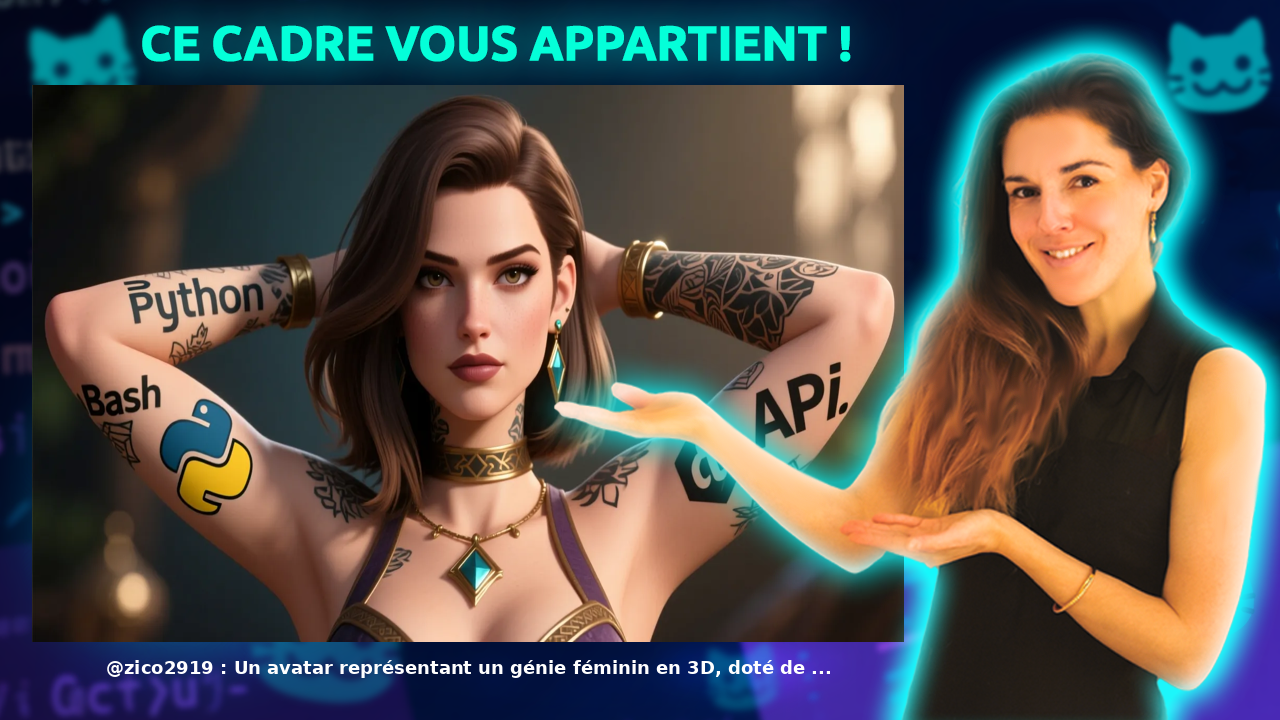 CE CADRE VOUS APPARTIENT !
Python
Bash
APi.
@zico2919 : Un avatar représentant un génie féminin en 3D, doté de ...